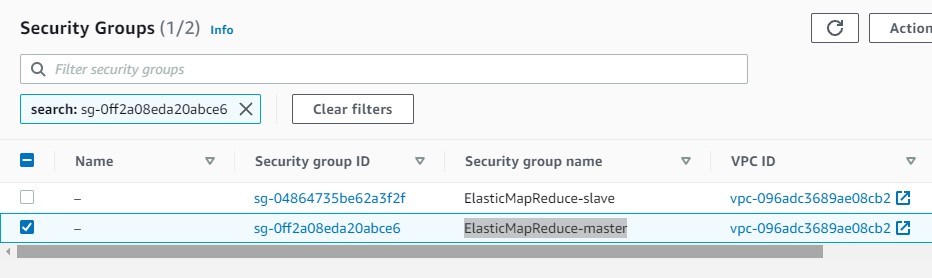 Security Groups (1/2) Info
Action
Filter security groups
search: sg-0ff2a08eda20abce6
Clear filters
Name Security group ID Security group name VPC ID
– sg-04864735be62a3f2f ElasticMapReduce-slave vpc-096adc3689ae08cb2
– sg-0ff2a08eda20abce6 ElasticMapReduce-master vpc-096adc3689ae08cb2